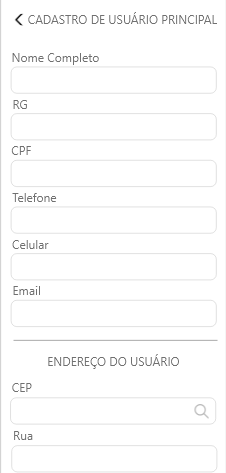 CADASTRO DE USUÁRIO PRINCIPAL
Nome Completo
RG
CPF
Telefone
Celular
Email
ENDEREÇO DO USUÁRIO
CEP
Rua